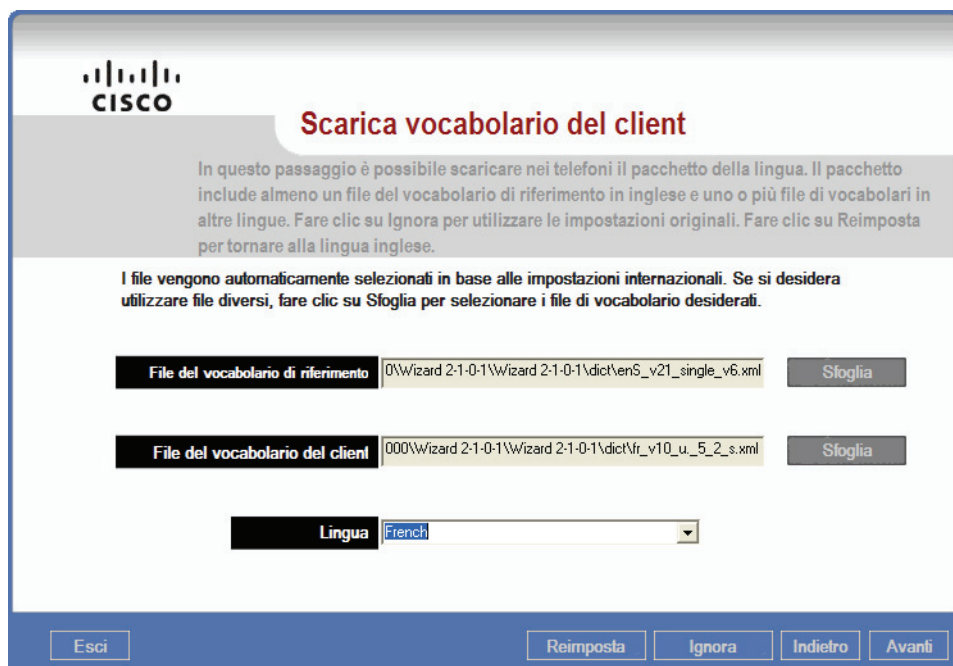 CISCO
Scarica vocabolario del client
In questo passaggio è possibile scaricare nei telefoni il pacchetto della lingua. Il pacchetto
include almeno un file del vocabolario di riferimento in inglese e uno o più file di vocabolari in
altre lingue. Fare clic su Ignora per utilizzare le impostazioni originali. Fare clic su Reimposta
per tornare alla lingua inglese.
I file vengono automaticamente selezionati in base alle impostazioni internazionali. Se si desidera
utilizzare file diversi, fare clic su Sfoglia per selezionare i file di vocabolario desiderati.
File del vocabolario di riferimento 0\Wizard 2-1-0-1\Wizard 2-1-0-1\dict\enS_v21_single_v6.xml Sfoglia
File del vocabolario del client 000\Wizard 2-1-0-1\Wizard 2-1-0-1\dict\fr_v10_u._5_2_s.xml Sfoglia
Lingua French
Esci Reimposta Ignora Indietro Avanti